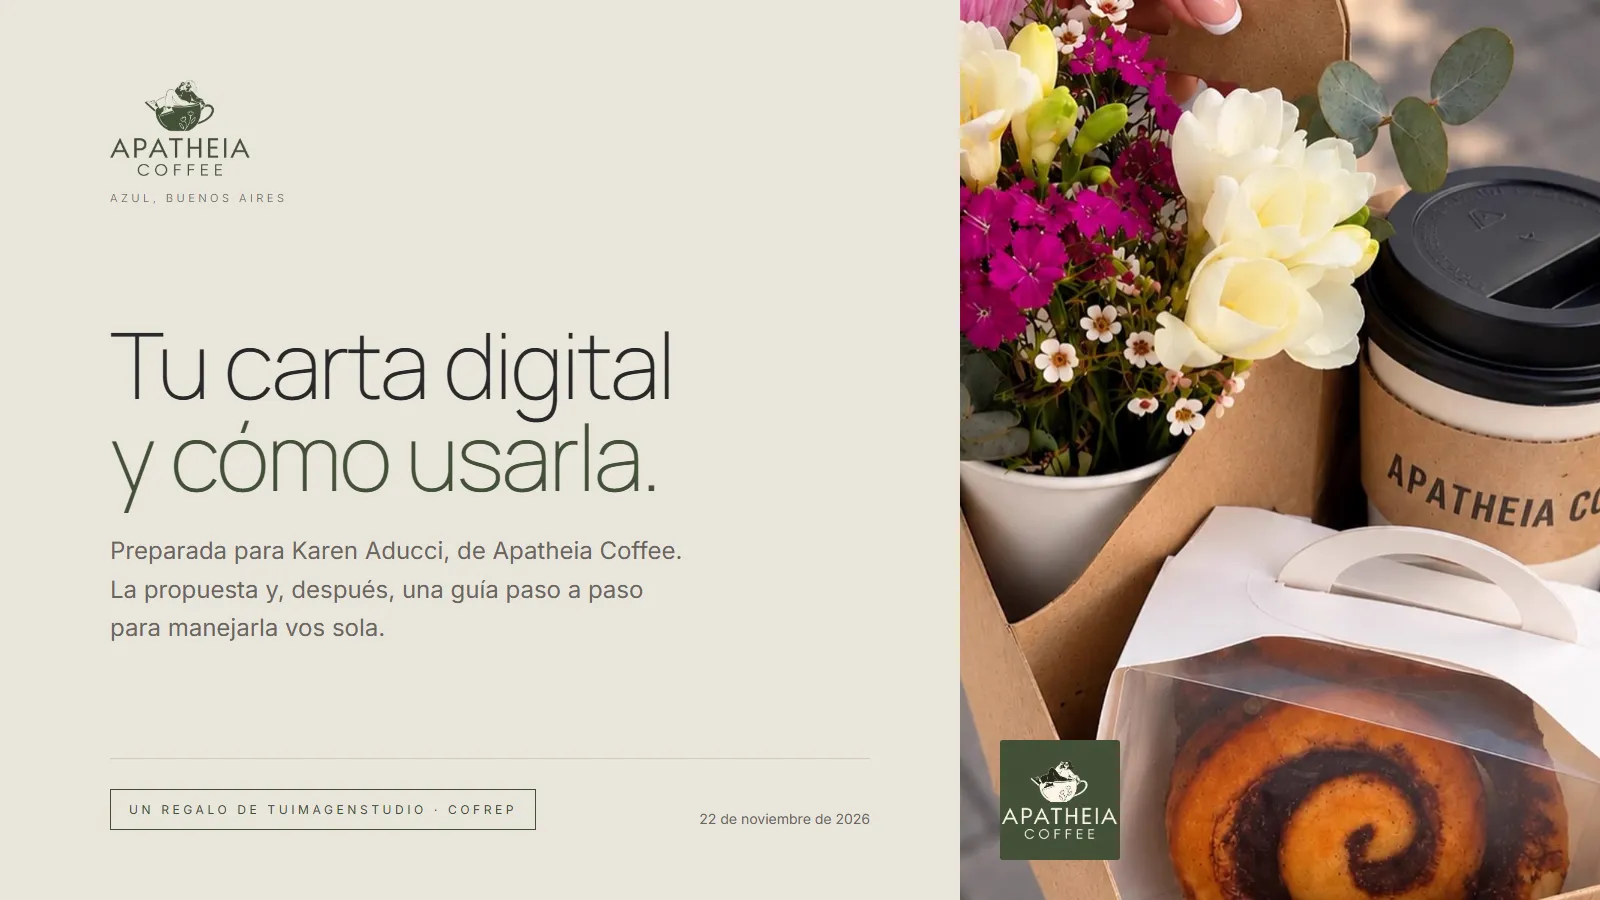 APATHEIA
COFFEE
AZUL, BUENOS AIRES
Tu carta digital
y cómo usarla.
Preparada para Karen Aducci, de Apatheia Coffee.
La propuesta y, después, una guía paso a paso
para manejarla vos sola.
UN REGALO DE TUIMAGENSTUDIO · COFREP
22 de noviembre de 2026
APATHEIA CO
APATHEIA
COFFEE